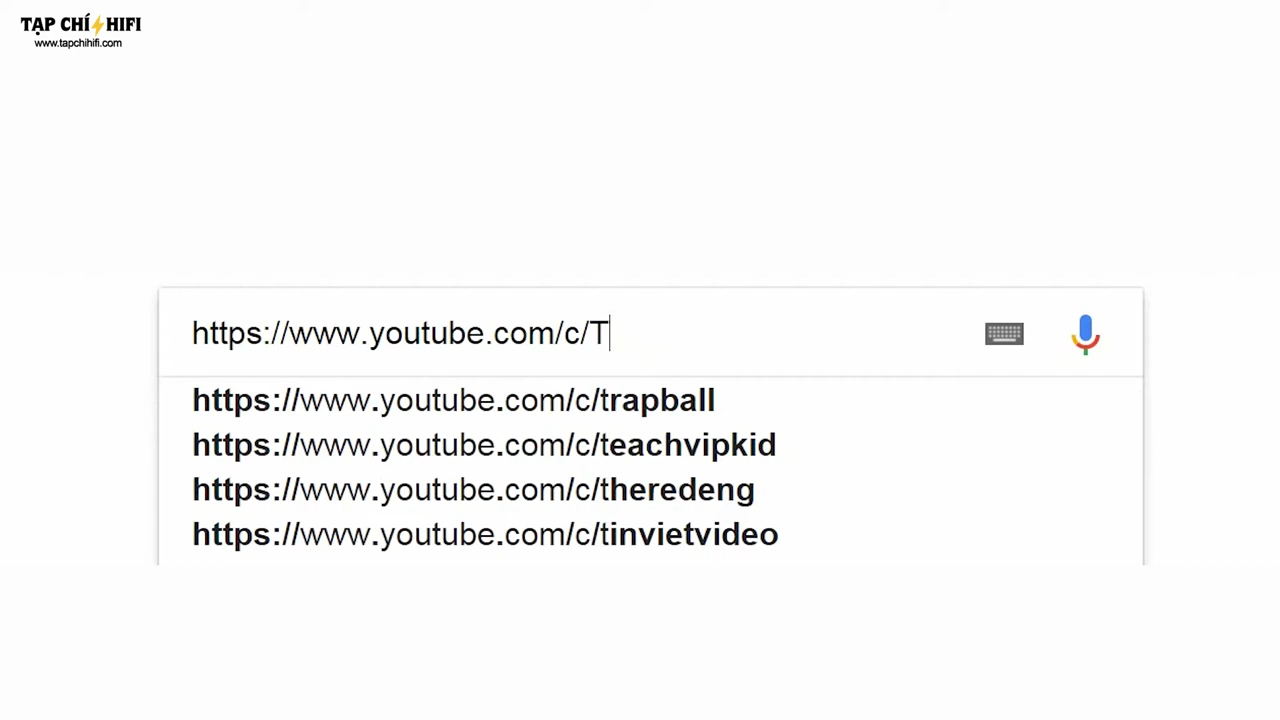 TẠP CHÍ HIFI
www.tapchihifi.com
https://www.youtube.com/c/T
https://www.youtube.com/c/trapball
https://www.youtube.com/c/teachvipkid
https://www.youtube.com/c/theredeng
https://www.youtube.com/c/tinvietvideo